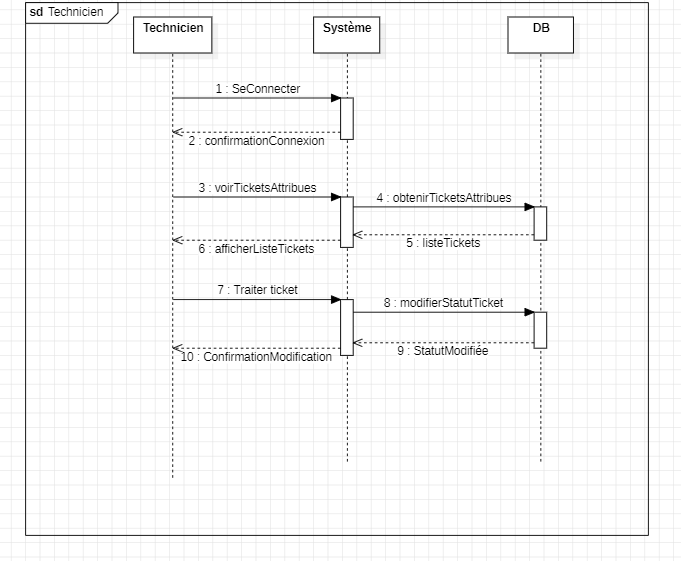 sd Technicien
Technicien
Système
DB
1 : SeConnecter
2 : confirmationConnexion
3 : voirTicketsAttribues
4 : obtenirTicketsAttribues
5 : listeTickets
6 : afficherListeTickets
7 : Traiter ticket
8 : modifierStatutTicket
9 : StatutModifiée
10 : ConfirmationModification